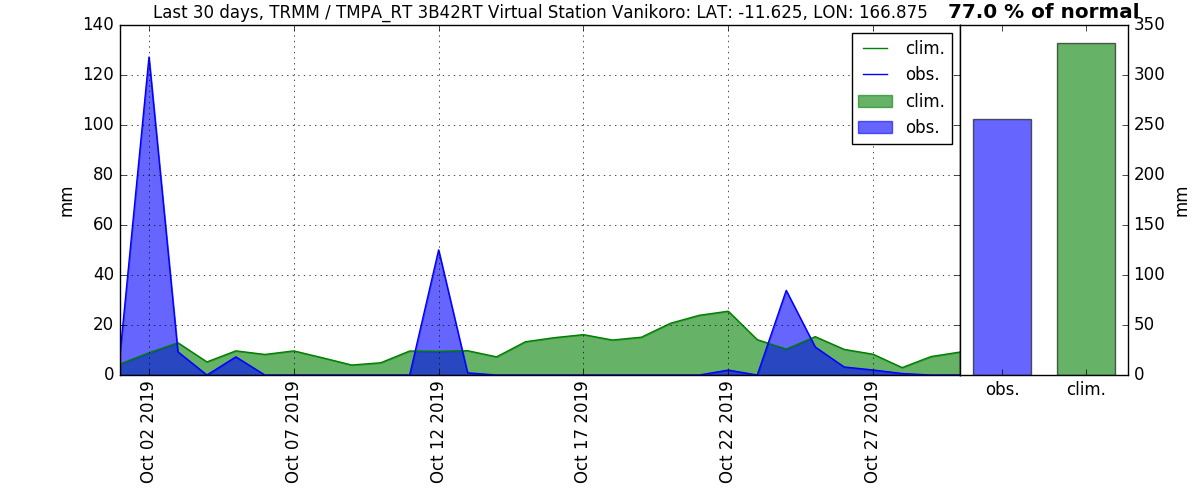 Last 30 days, TRMM / TMPA_RT 3B42RT Virtual Station Vanikoro: LAT: -11.625, LON: 166.875
77.0 % of normal
140
120
100
80
60
40
20
0
mm
clim.
obs.
clim.
obs.
Oct 02 2019
Oct 07 2019
Oct 12 2019
Oct 17 2019
Oct 22 2019
Oct 27 2019
350
300
250
200
150
100
50
0
mm
obs.
clim.